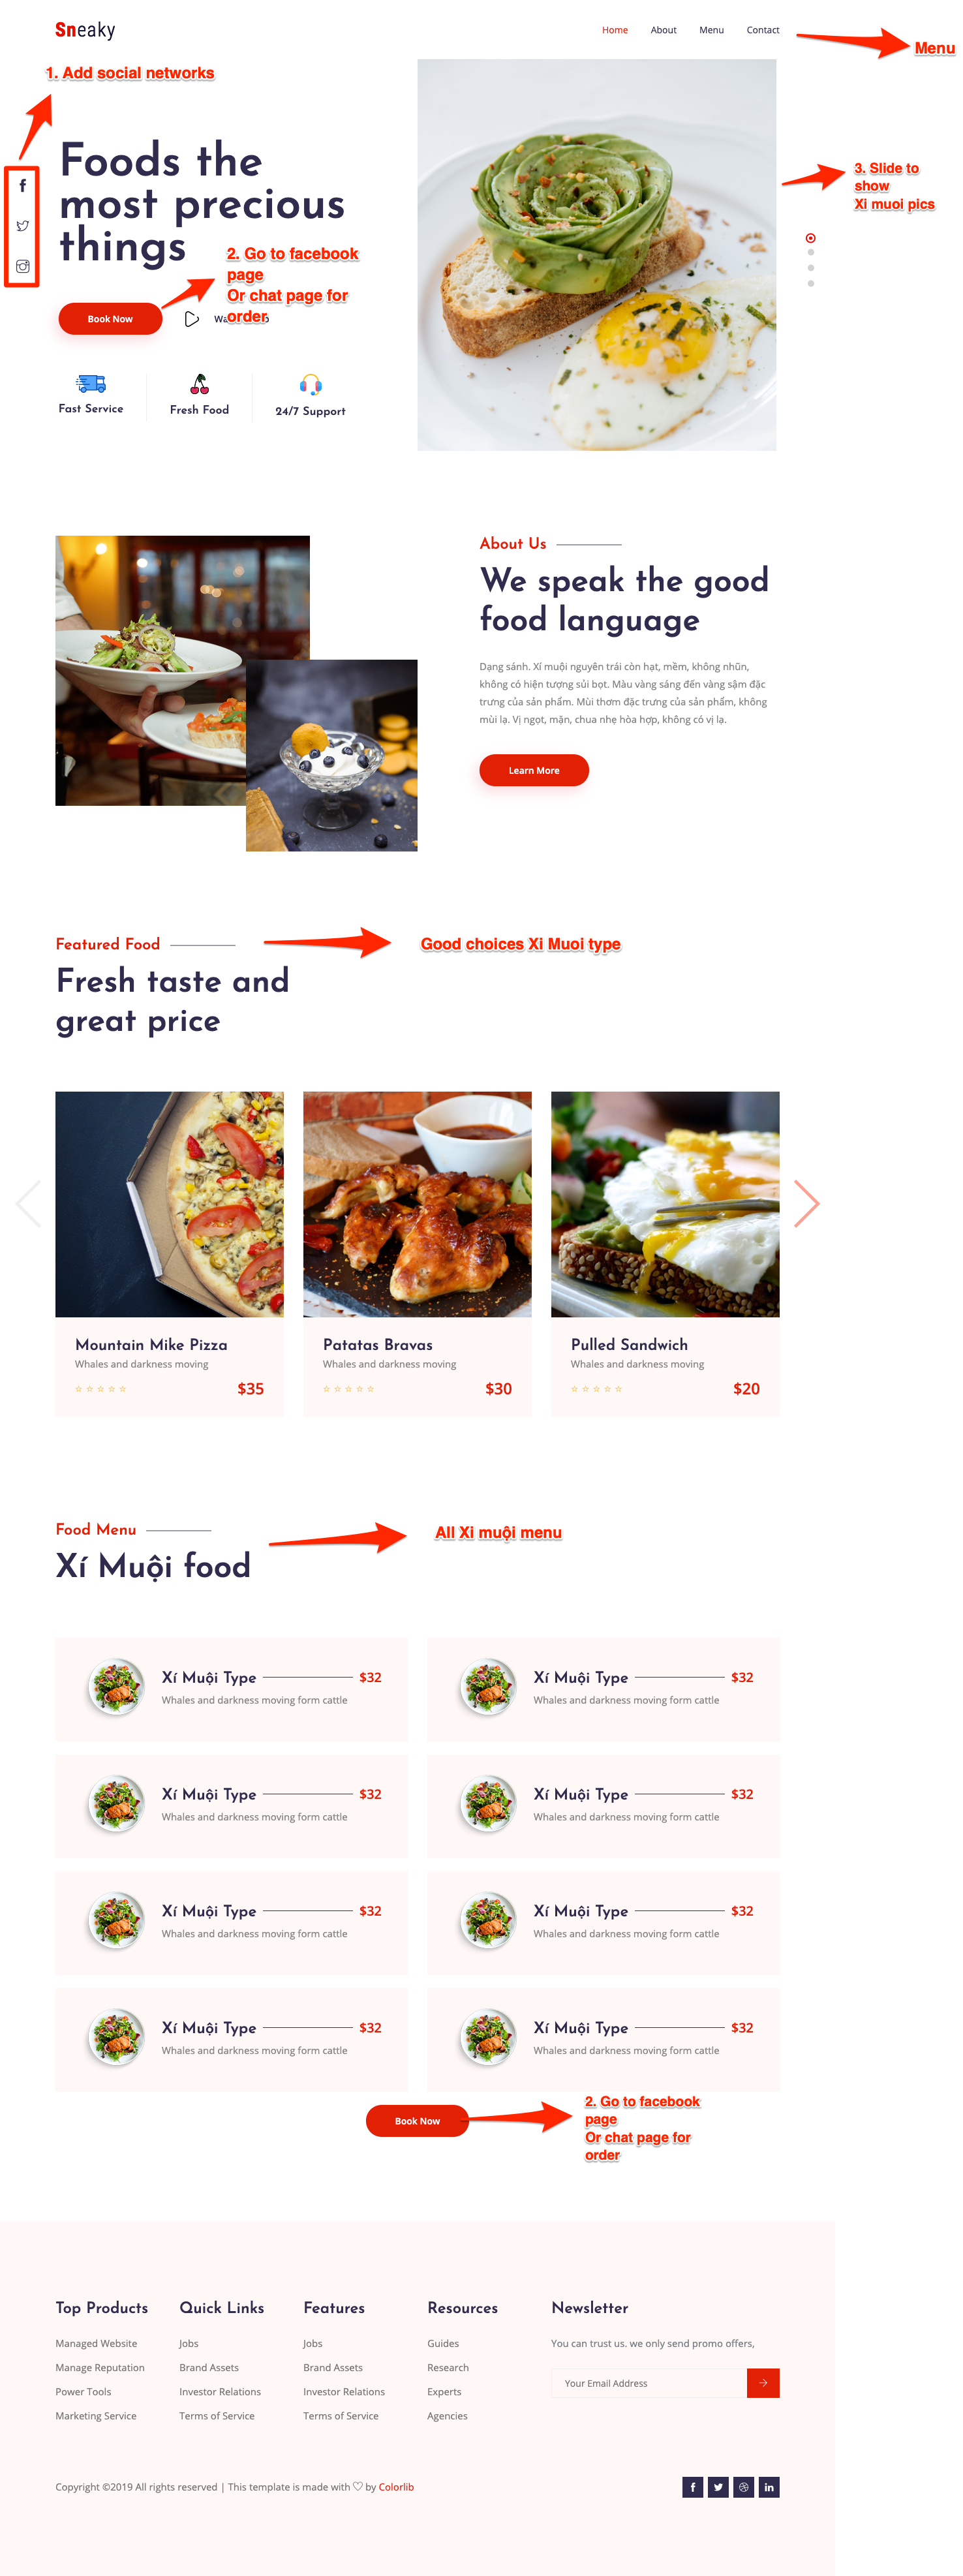 Sneaky
Home About Menu Contact
Menu
1. Add social networks
Foods the
most precious
things
3. Slide to
show
Xi muoi pics
2. Go to facebook
page
Or chat page for
order
Book Now
Fast Service
Fresh Food
24/7 Support
About Us
We speak the good
food language
Dạng sánh. Xí muội nguyên trái còn hạt, mềm, không nhũn,
không có hiện tượng sủi bọt. Màu vàng sáng đến vàng sậm đặc
trưng của sản phẩm. Mùi thơm đặc trưng của sản phẩm, không
mùi lạ. Vị ngọt, mặn, chua nhẹ hòa hợp, không có vị lạ.
Learn More
Featured Food
Good choices Xi Muoi type
Fresh taste and
great price
Mountain Mike Pizza
Whales and darkness moving
$35
Patatas Bravas
Whales and darkness moving
$30
Pulled Sandwich
Whales and darkness moving
$20
Food Menu
All Xi muội menu
Xí Muội food
Xí Muội Type $32
Whales and darkness moving form cattle
Xí Muội Type $32
Whales and darkness moving form cattle
Xí Muội Type $32
Whales and darkness moving form cattle
Xí Muội Type $32
Whales and darkness moving form cattle
Xí Muội Type $32
Whales and darkness moving form cattle
Xí Muội Type $32
Whales and darkness moving form cattle
Xí Muội Type $32
Whales and darkness moving form cattle
Xí Muội Type $32
Whales and darkness moving form cattle
Book Now
2. Go to facebook
page
Or chat page for
order
Top Products
Managed Website
Manage Reputation
Power Tools
Marketing Service
Quick Links
Jobs
Brand Assets
Investor Relations
Terms of Service
Features
Jobs
Brand Assets
Investor Relations
Terms of Service
Resources
Guides
Research
Experts
Agencies
Newsletter
You can trust us. we only send promo offers,
Your Email Address
Copyright ©2019 All rights reserved | This template is made with ♡ by Colorlib